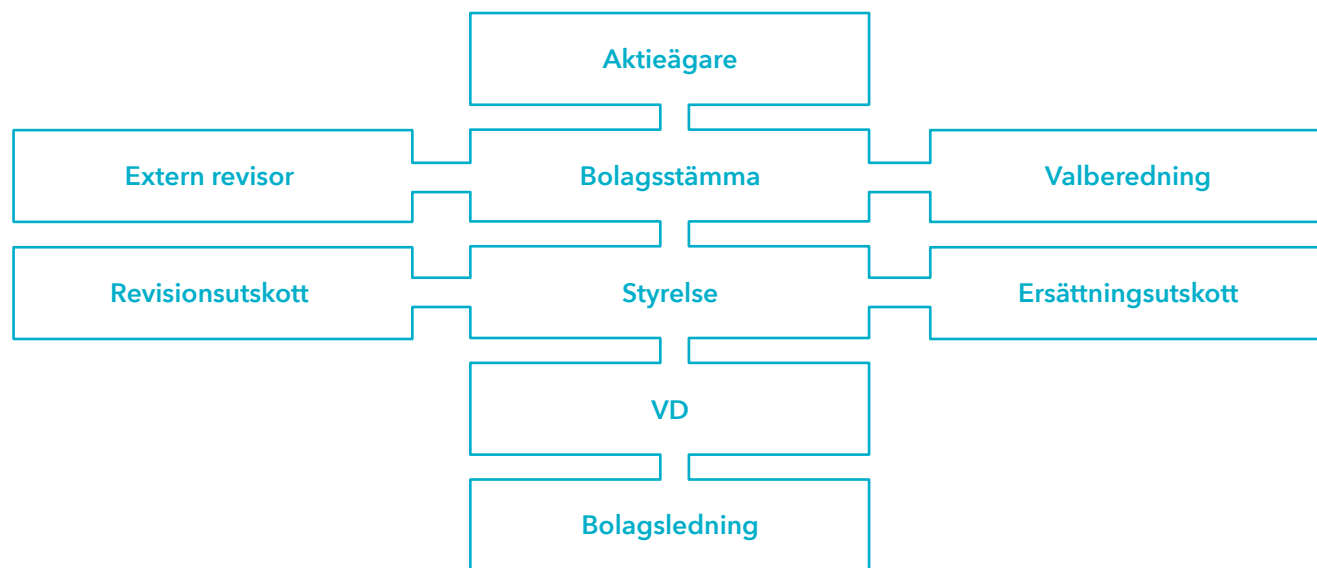 Aktieägare
Extern revisor
Bolagsstämma
Valberedning
Revisionsutskott
Styrelse
Ersättningsutskott
VD
Bolagsledning